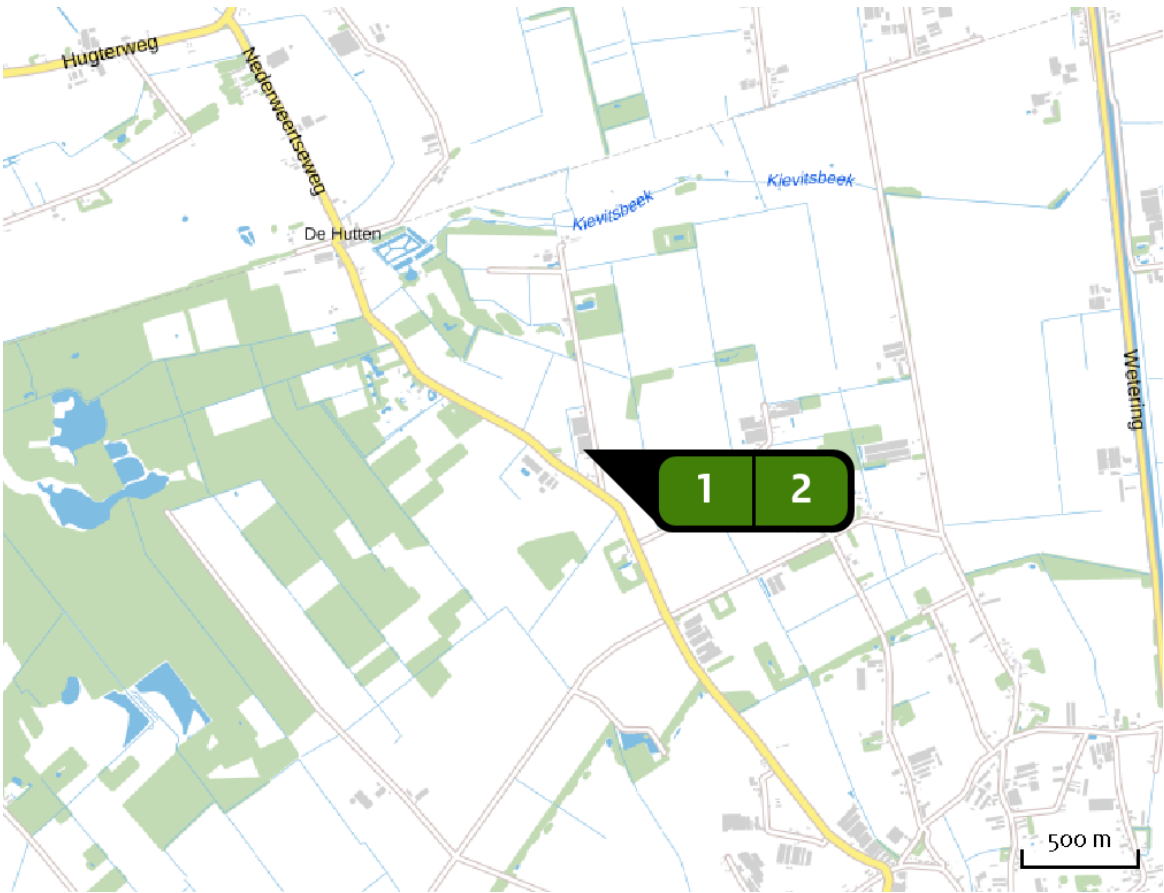 Hugterweg
Nederweertseweg
De Hutten
Kievitsbeek
Kievitsbeek
Wetering
1 2
500 m